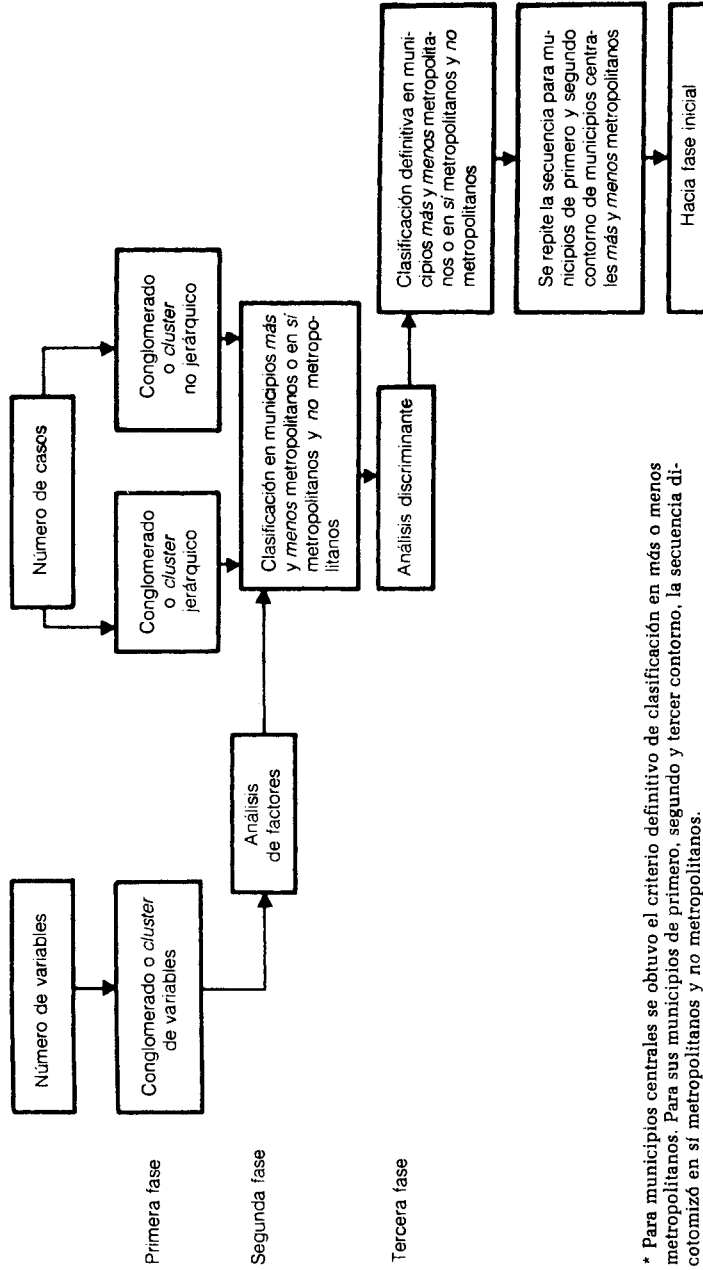 Número de variables
Número de casos
Primera fase
Conglomerado o cluster
de variables
Conglomerado
o cluster
jerárquico
Conglomerado
o cluster
no jerárquico
Segunda fase
Análisis
de factores
Clasificación en municipios más
y menos metropolitanos o en sí
metropolitanos y no metropo-
litanos
Tercera fase
Análisis discriminante
Clasificación definitiva en muni-
cipios más y menos metropolita-
nos o en sí metropolitanos y no
metropolitanos
Se repite la secuencia para mu-
nicipios de primero y segundo
contorno de municipios centra-
les más y menos metropolitanos
Hacia fase inicial
* Para municipios centrales se obtuvo el criterio definitivo de clasificación en más o menos
metropolitanos. Para sus municipios de primero, segundo y tercer contorno, la secuencia di-
cotomizó en sí metropolitanos y no metropolitanos.